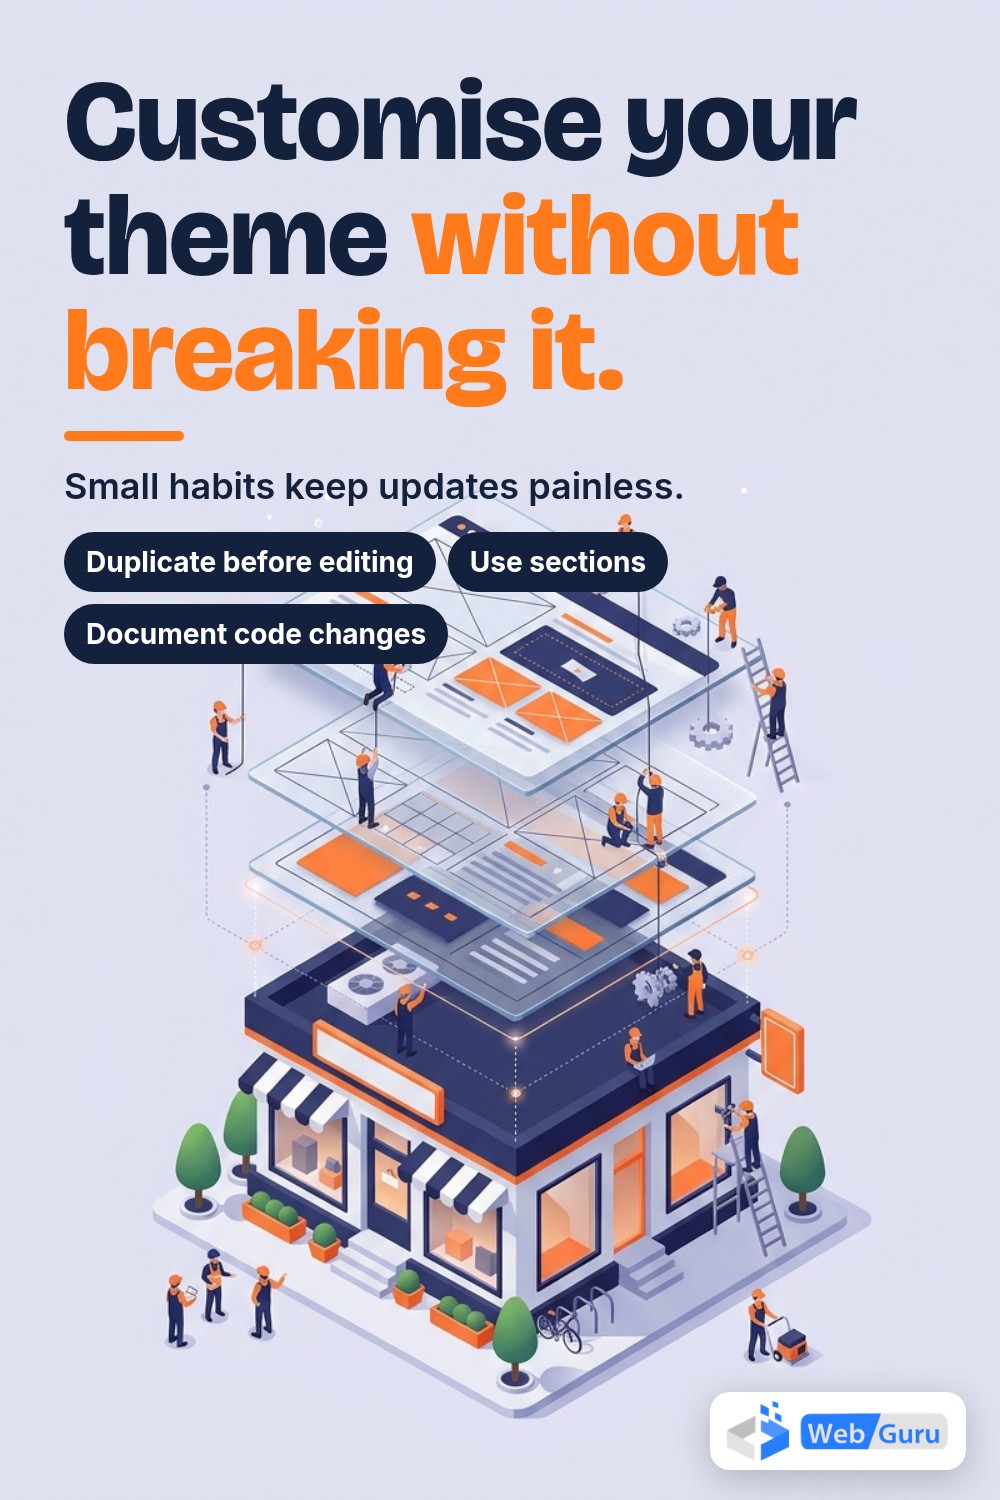 Customise your
theme without
breaking it.
Small habits keep updates painless.
Duplicate before editing
Use sections
Document code changes
Web Guru